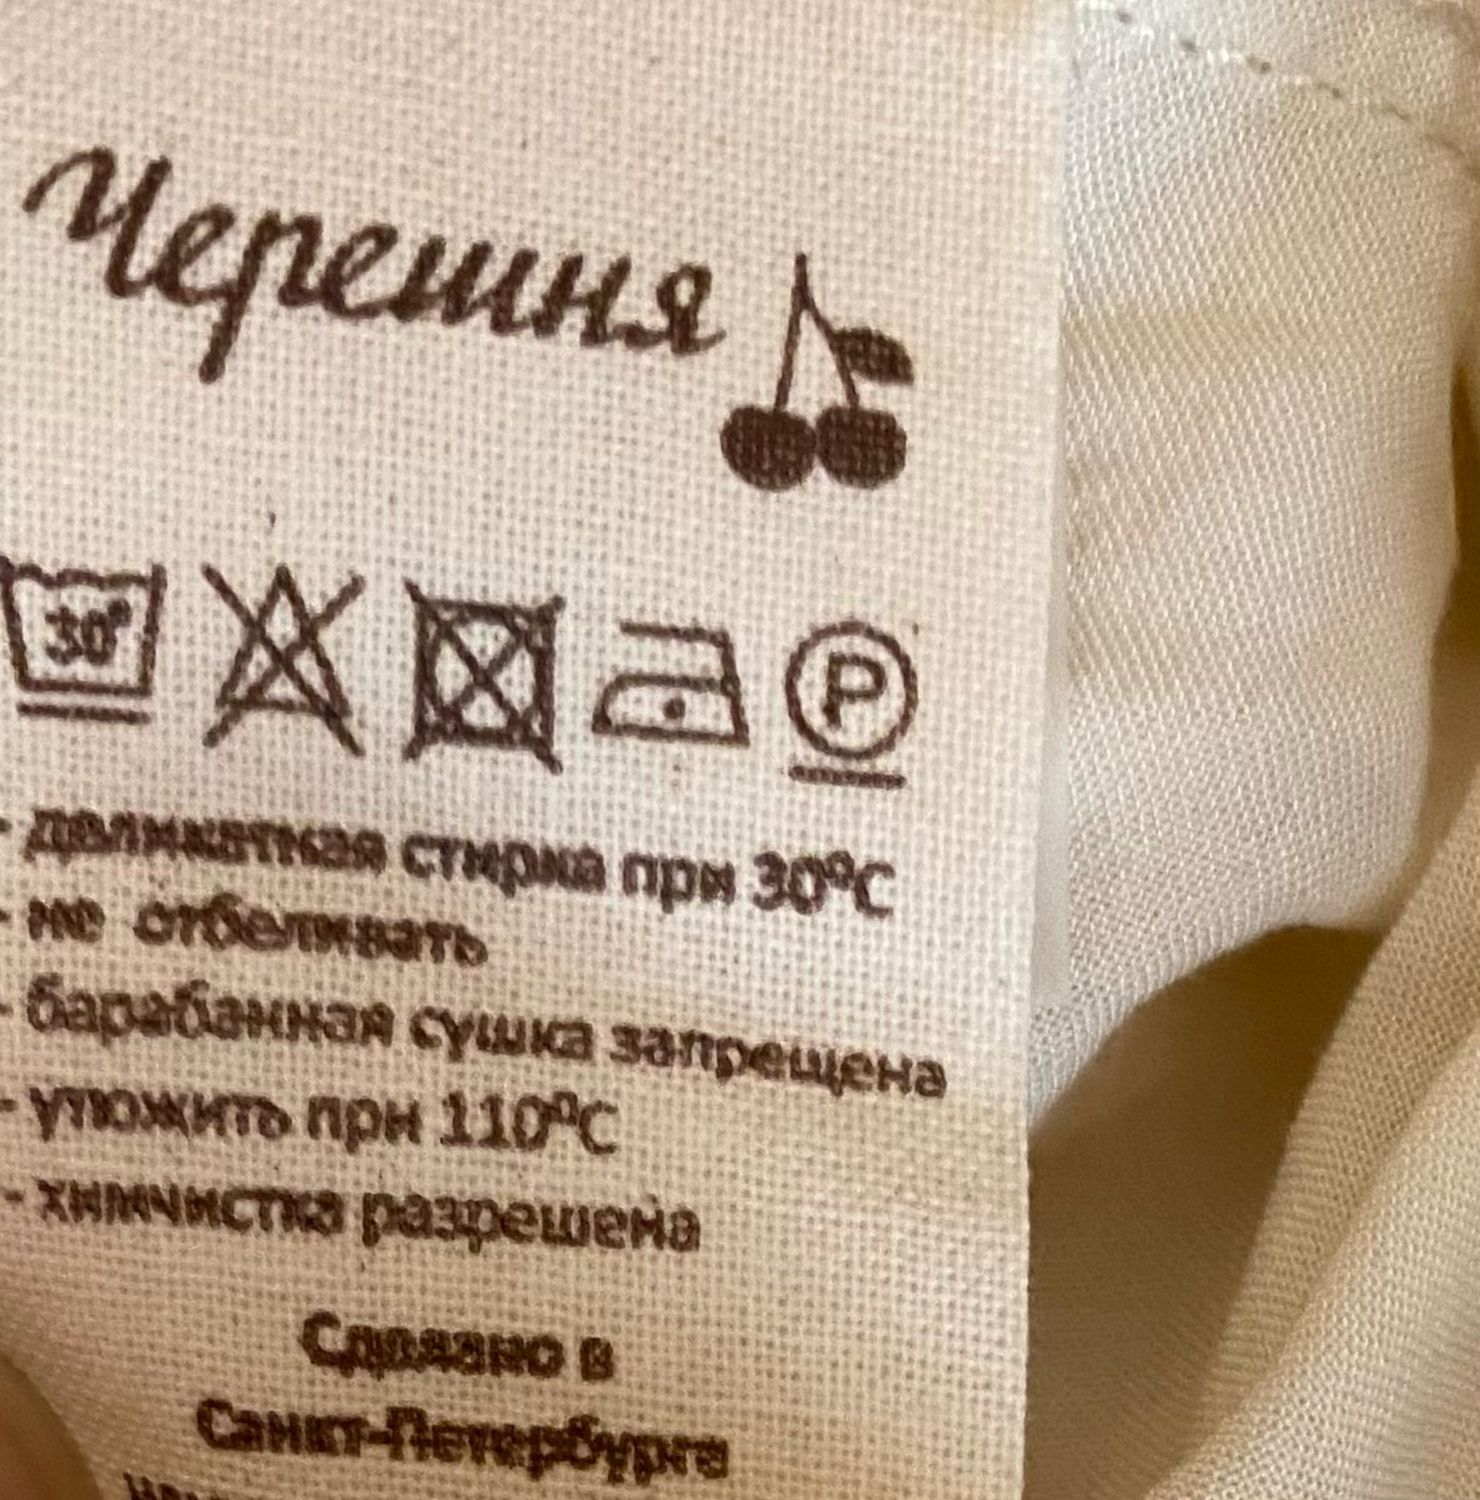 Черешня
30°
P
- деликатная стирка при 30°C
- не отбеливать
- барабанная сушка запрещена
- утюжить при 110°C
- химчистка разрешена
Сделано в
Санкт-Петербурге